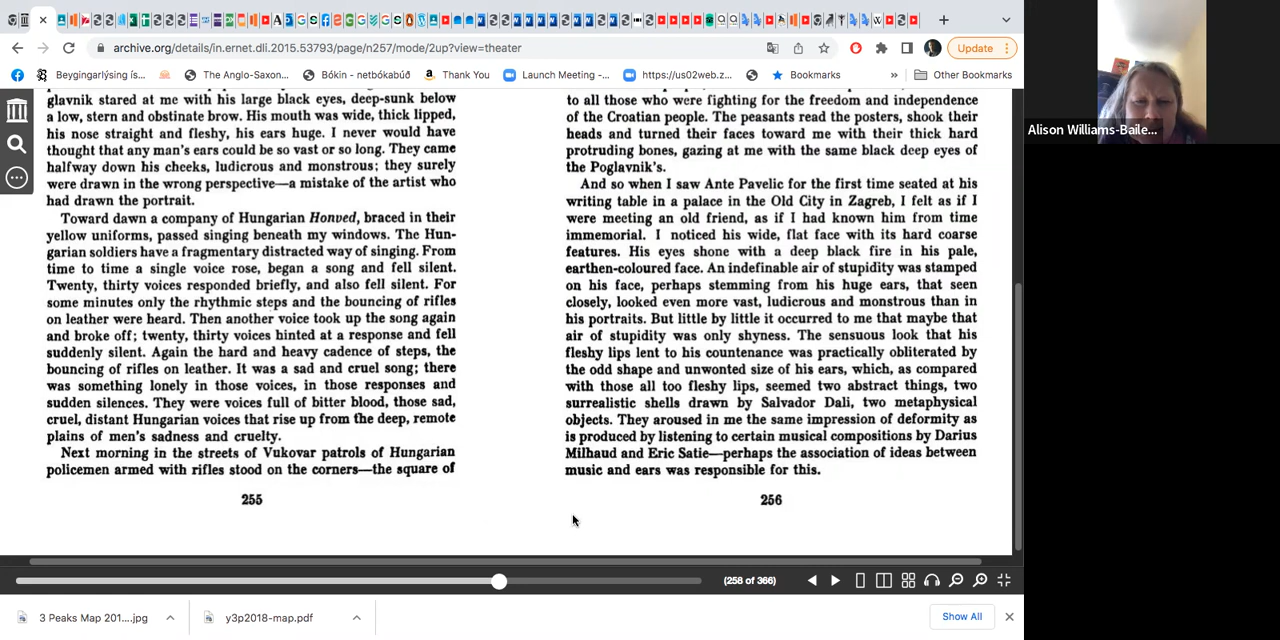 Update
archive.org/details/in.ernet.dli.2015.53793/page/n257/mode/2up?view=theater
Beygingarlýsing ís...
The Anglo-Saxon...
Bókin - netbókabúð
Thank You
Launch Meeting -...
https://us02web.z...
Bookmarks
»
Other Bookmarks
glavnik stared at me with his large black eyes, deep-sunk below
a low, stern and obstinate brow. His mouth was wide, thick lipped,
his nose straight and fleshy, his ears huge. I never would have
thought that any man's ears could be so vast or so long. They came
halfway down his cheeks, ludicrous and monstrous; they surely
were drawn in the wrong perspective—a mistake of the artist who
had drawn the portrait.
Toward dawn a company of Hungarian Honved, braced in their
yellow uniforms, passed singing beneath my windows. The Hun-
garian soldiers have a fragmentary distracted way of singing. From
time to time a single voice rose, began a song and fell silent.
Twenty, thirty voices responded briefly, and also fell silent. For
some minutes only the rhythmic steps and the bouncing of rifles
on leather were heard. Then another voice took up the song again
and broke off; twenty, thirty voices hinted at a response and fell
suddenly silent. Again the hard and heavy cadence of steps, the
bouncing of rifles on leather. It was a sad and cruel song; there
was something lonely in those voices, in those responses and
sudden silences. They were voices full of bitter blood, those sad,
cruel, distant Hungarian voices that rise up from the deep, remote
plains of men's sadness and cruelty.
Next morning in the streets of Vukovar patrols of Hungarian
policemen armed with rifles stood on the corners—the square of
255
to all those who were fighting for the freedom and independence
of the Croatian people. The peasants read the posters, shook their
heads and turned their faces toward me with their thick hard
protruding bones, gazing at me with the same black deep eyes of
the Poglavnik's.
And so when I saw Ante Pavelic for the first time seated at his
writing table in a palace in the Old City in Zagreb, I felt as if I
were meeting an old friend, as if I had known him from time
immemorial. I noticed his wide, flat face with its hard coarse
features. His eyes shone with a deep black fire in his pale,
earthen-coloured face. An indefinable air of stupidity was stamped
on his face, perhaps stemming from his huge ears, that seen
closely, looked even more vast, ludicrous and monstrous than in
his portraits. But little by little it occurred to me that maybe that
air of stupidity was only shyness. The sensuous look that his
fleshy lips lent to his countenance was practically obliterated by
the odd shape and unwonted size of his ears, which, as compared
with those all too fleshy lips, seemed two abstract things, two
surrealistic shells drawn by Salvador Dali, two metaphysical
objects. They aroused in me the same impression of deformity as
is produced by listening to certain musical compositions by Darius
Milhaud and Eric Satie—perhaps the association of ideas between
music and ears was responsible for this.
256
(258 of 366)
3 Peaks Map 201....jpg
y3p2018-map.pdf
Show All
Alison Williams-Baile...